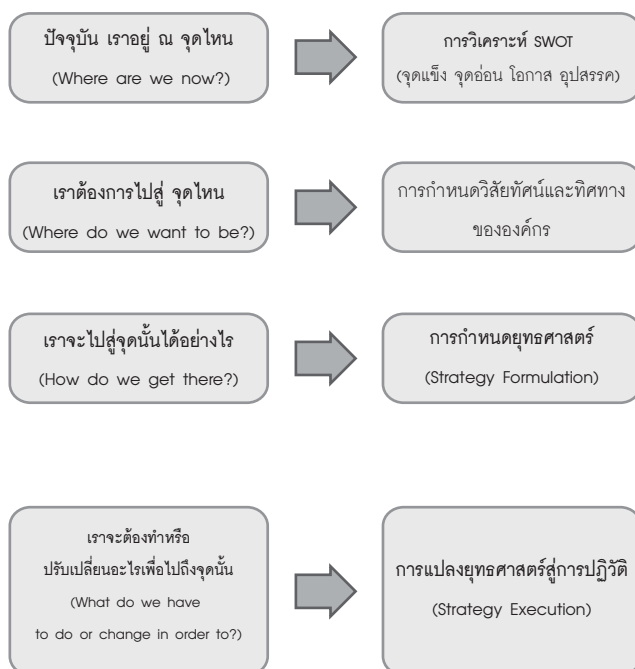 ปัจจุบัน เราอยู่ ณ จุดไหน
(Where are we now?)
การวิเคราะห์ SWOT
(จุดแข็ง จุดอ่อน โอกาส อุปสรรค)
เราต้องการไปสู่ จุดไหน
(Where do we want to be?)
การกำหนดวิสัยทัศน์และทิศทาง
ขององค์กร
เราจะไปสู่จุดนั้นได้อย่างไร
(How do we get there?)
การกำหนดยุทธศาสตร์
(Strategy Formulation)
เราจะต้องทำหรือ
ปรับเปลี่ยนอะไรเพื่อไปถึงจุดนั้น
(What do we have
to do or change in order to?)
การแปลงยุทธศาสตร์สู่การปฏิวัติ
(Strategy Execution)